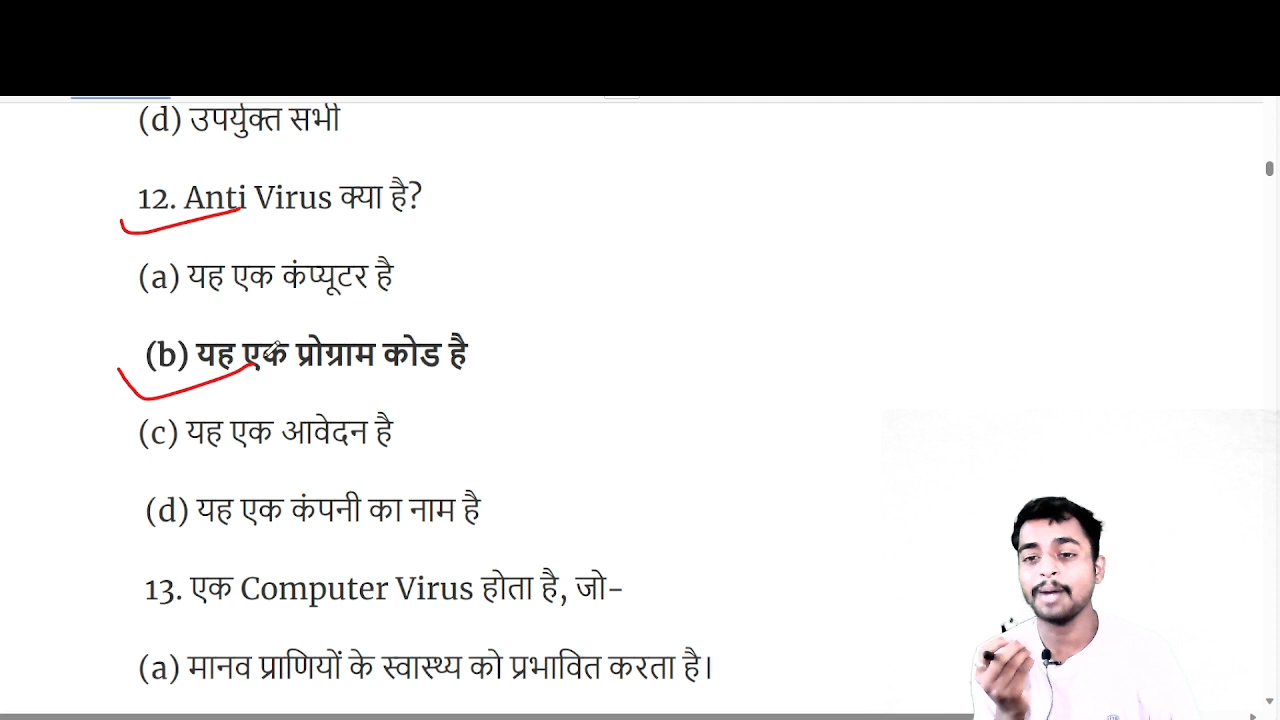 (d) उपर्युक्त सभी
12. Anti Virus क्या है?
(a) यह एक कंप्यूटर है
(b) यह एक प्रोग्राम कोड है
(c) यह एक आवेदन है
(d) यह एक कंपनी का नाम है
13. एक Computer Virus होता है, जो-
(a) मानव प्राणियों के स्वास्थ्य को प्रभावित करता है।